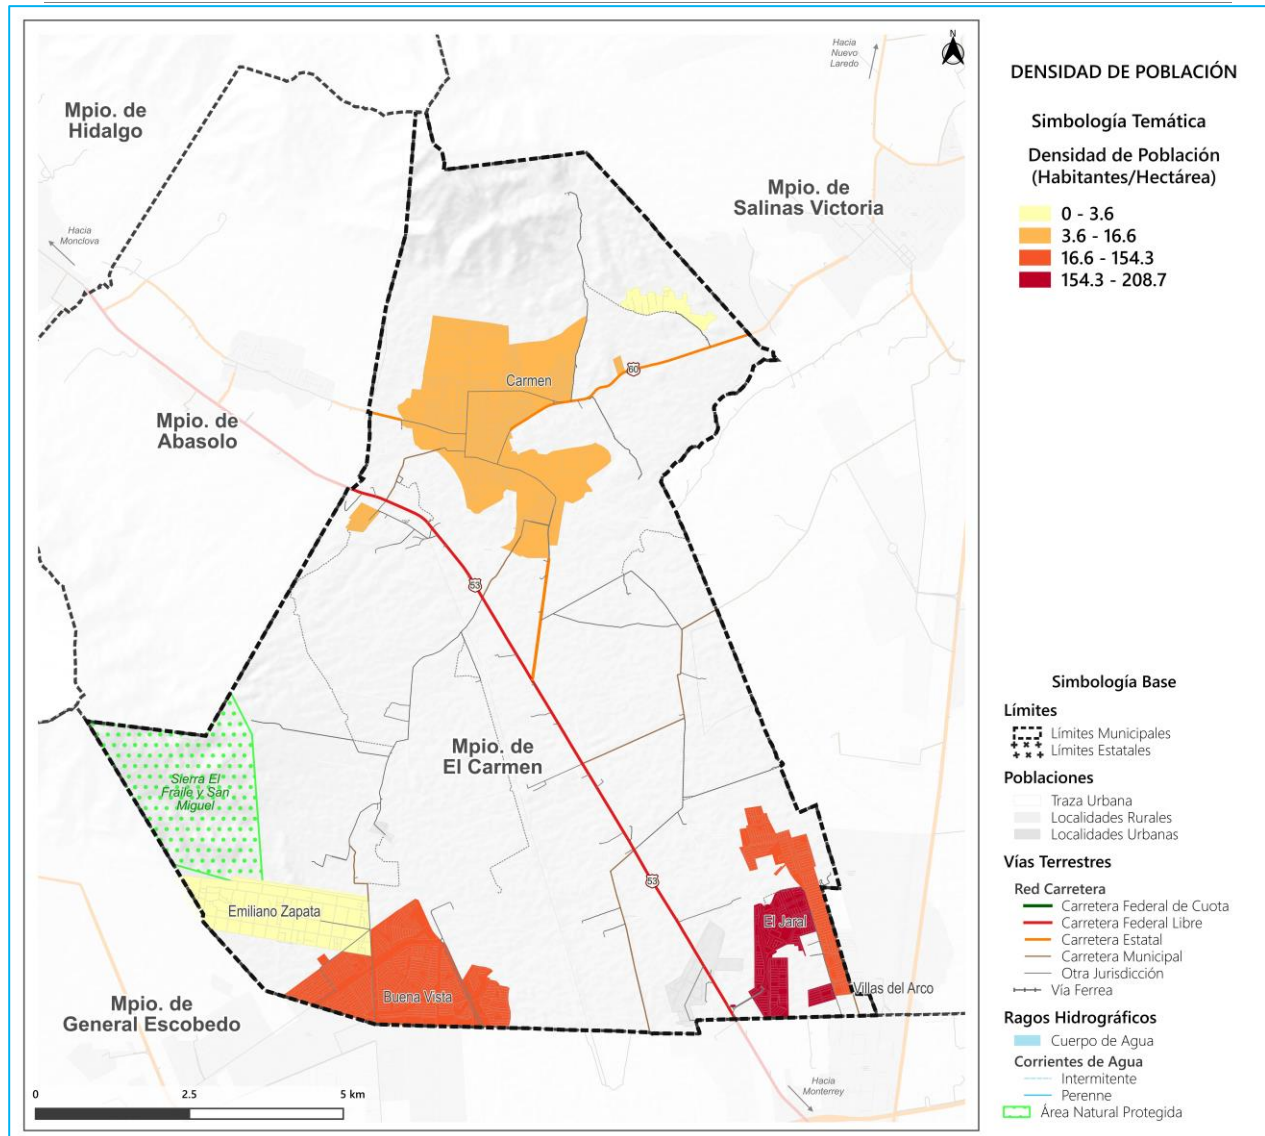 N
Hacia
Nuevo
Laredo
Mpio. de
Hidalgo
Mpio. de
Salinas Victoria
Hacia
Monclova
60
Carmen
Mpio. de
Abasolo
53
Mpio. de
El Carmen
Sierra El
Fraile y San
Miguel
53
Emiliano Zapata
El Jaral
Buena Vista
Villas del Arco
Mpio. de
General Escobedo
Hacia
Monterrey
0 2.5 5 km
DENSIDAD DE POBLACIÓN
Simbología Temática
Densidad de Población
(Habitantes/Hectárea)
0 - 3.6
3.6 - 16.6
16.6 - 154.3
154.3 - 208.7
Simbología Base
Límites
Límites Municipales
Límites Estatales
Poblaciones
Traza Urbana
Localidades Rurales
Localidades Urbanas
Vías Terrestres
Red Carretera
Carretera Federal de Cuota
Carretera Federal Libre
Carretera Estatal
Carretera Municipal
Otra Jurisdicción
Vía Ferrea
Ragos Hidrográficos
Cuerpo de Agua
Corrientes de Agua
Intermitente
Perenne
Área Natural Protegida